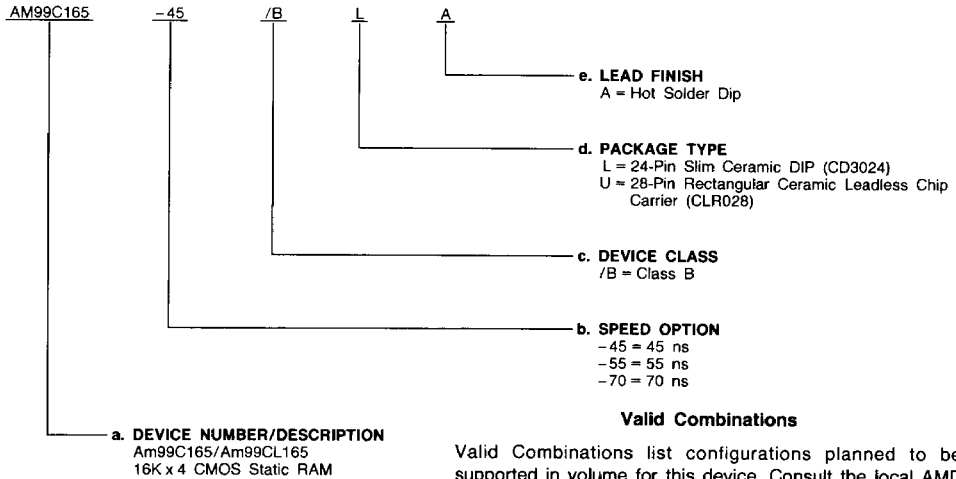 AM99C165 -45 /B L A
e. LEAD FINISH
A = Hot Solder Dip
d. PACKAGE TYPE
L = 24-Pin Slim Ceramic DIP (CD3024)
U = 28-Pin Rectangular Ceramic Leadless Chip
Carrier (CLR028)
c. DEVICE CLASS
/B = Class B
b. SPEED OPTION
-45 = 45 ns
-55 = 55 ns
-70 = 70 ns
a. DEVICE NUMBER/DESCRIPTION
Am99C165/Am99CL165
16K x 4 CMOS Static RAM
Valid Combinations
Valid Combinations list configurations planned to be
supported in volume for this device. Consult the local AMD